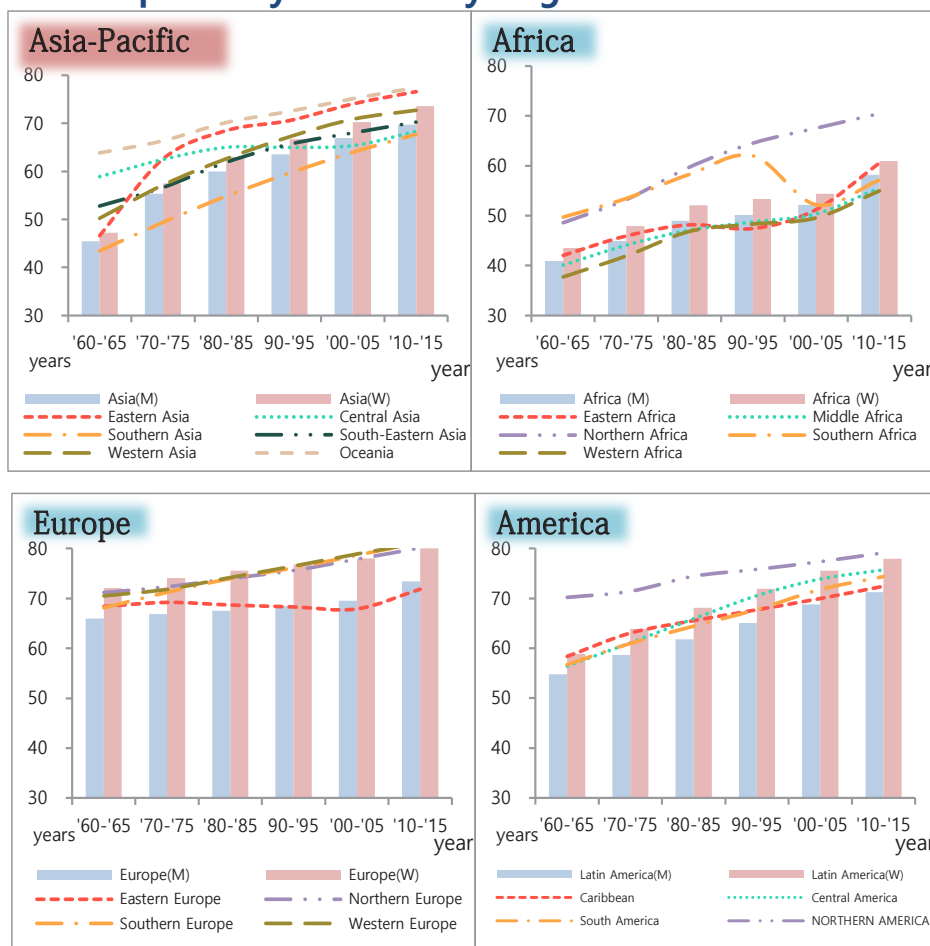 Asia-Pacific
80
70
60
50
40
30
'60-'65 '70-'75 '80-'85 90-'95 '00-'05 '10-'15
years
year
Asia(M) Asia(W)
Eastern Asia Central Asia
Southern Asia South-Eastern Asia
Western Asia Oceania
Africa
80
70
60
50
40
30
'60-'65 '70-'75 '80-'85 90-'95 '00-'05 '10-'15
years
year
Africa (M) Africa (W)
Eastern Africa Middle Africa
Northern Africa Southern Africa
Western Africa
Europe
80
70
60
50
40
30
'60-'65 '70-'75 '80-'85 90-'95 '00-'05 '10-'15
years
year
Europe(M) Europe(W)
Eastern Europe Northern Europe
Southern Europe Western Europe
America
80
70
60
50
40
30
'60-'65 '70-'75 '80-'85 90-'95 '00-'05 '10-'15
years
year
Latin America(M) Latin America(W)
Caribbean Central America
South America NORTHERN AMERICA